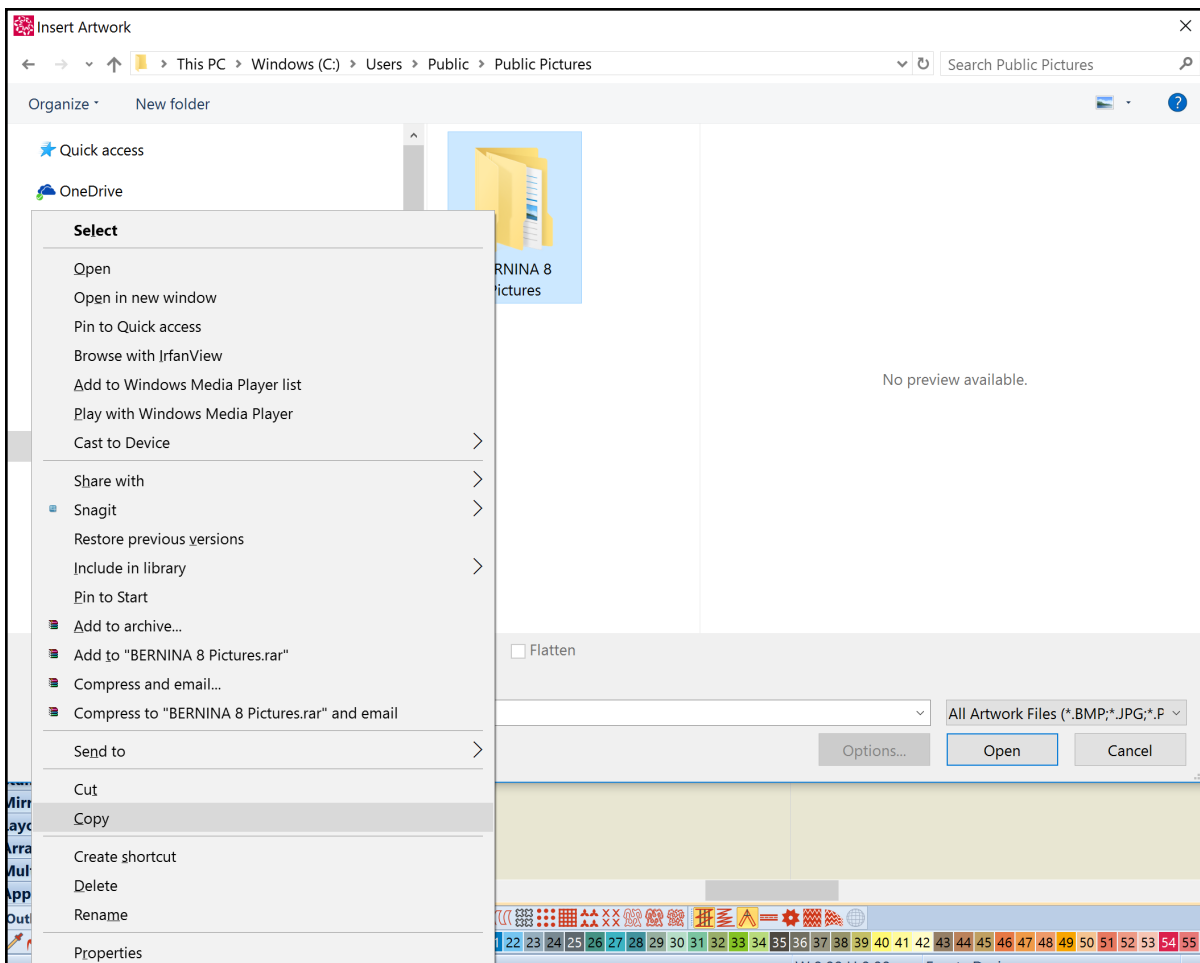 Insert Artwork
This PC > Windows (C:) > Users > Public > Public Pictures
Search Public Pictures
Organize
New folder
Quick access
OneDrive
RNINA 8
Pictures
No preview available.
Select
Open
Open in new window
Pin to Quick access
Browse with IrfanView
Add to Windows Media Player list
Play with Windows Media Player
Cast to Device
Share with
Snagit
Restore previous versions
Include in library
Pin to Start
Add to archive...
Add to "BERNINA 8 Pictures.rar"
Compress and email...
Compress to "BERNINA 8 Pictures.rar" and email
Send to
Cut
Copy
Create shortcut
Delete
Rename
Properties
Flatten
All Artwork Files (*.BMP;*.JPG;*.P
Options...
Open
Cancel
Mirr
Layo
Arra
Mul
App
Outl
22 23 24 25 26 27 28 29 30 31 32 33 34 35 36 37 38 39 40 41 42 43 44 45 46 47 48 49 50 51 52 53 54 55